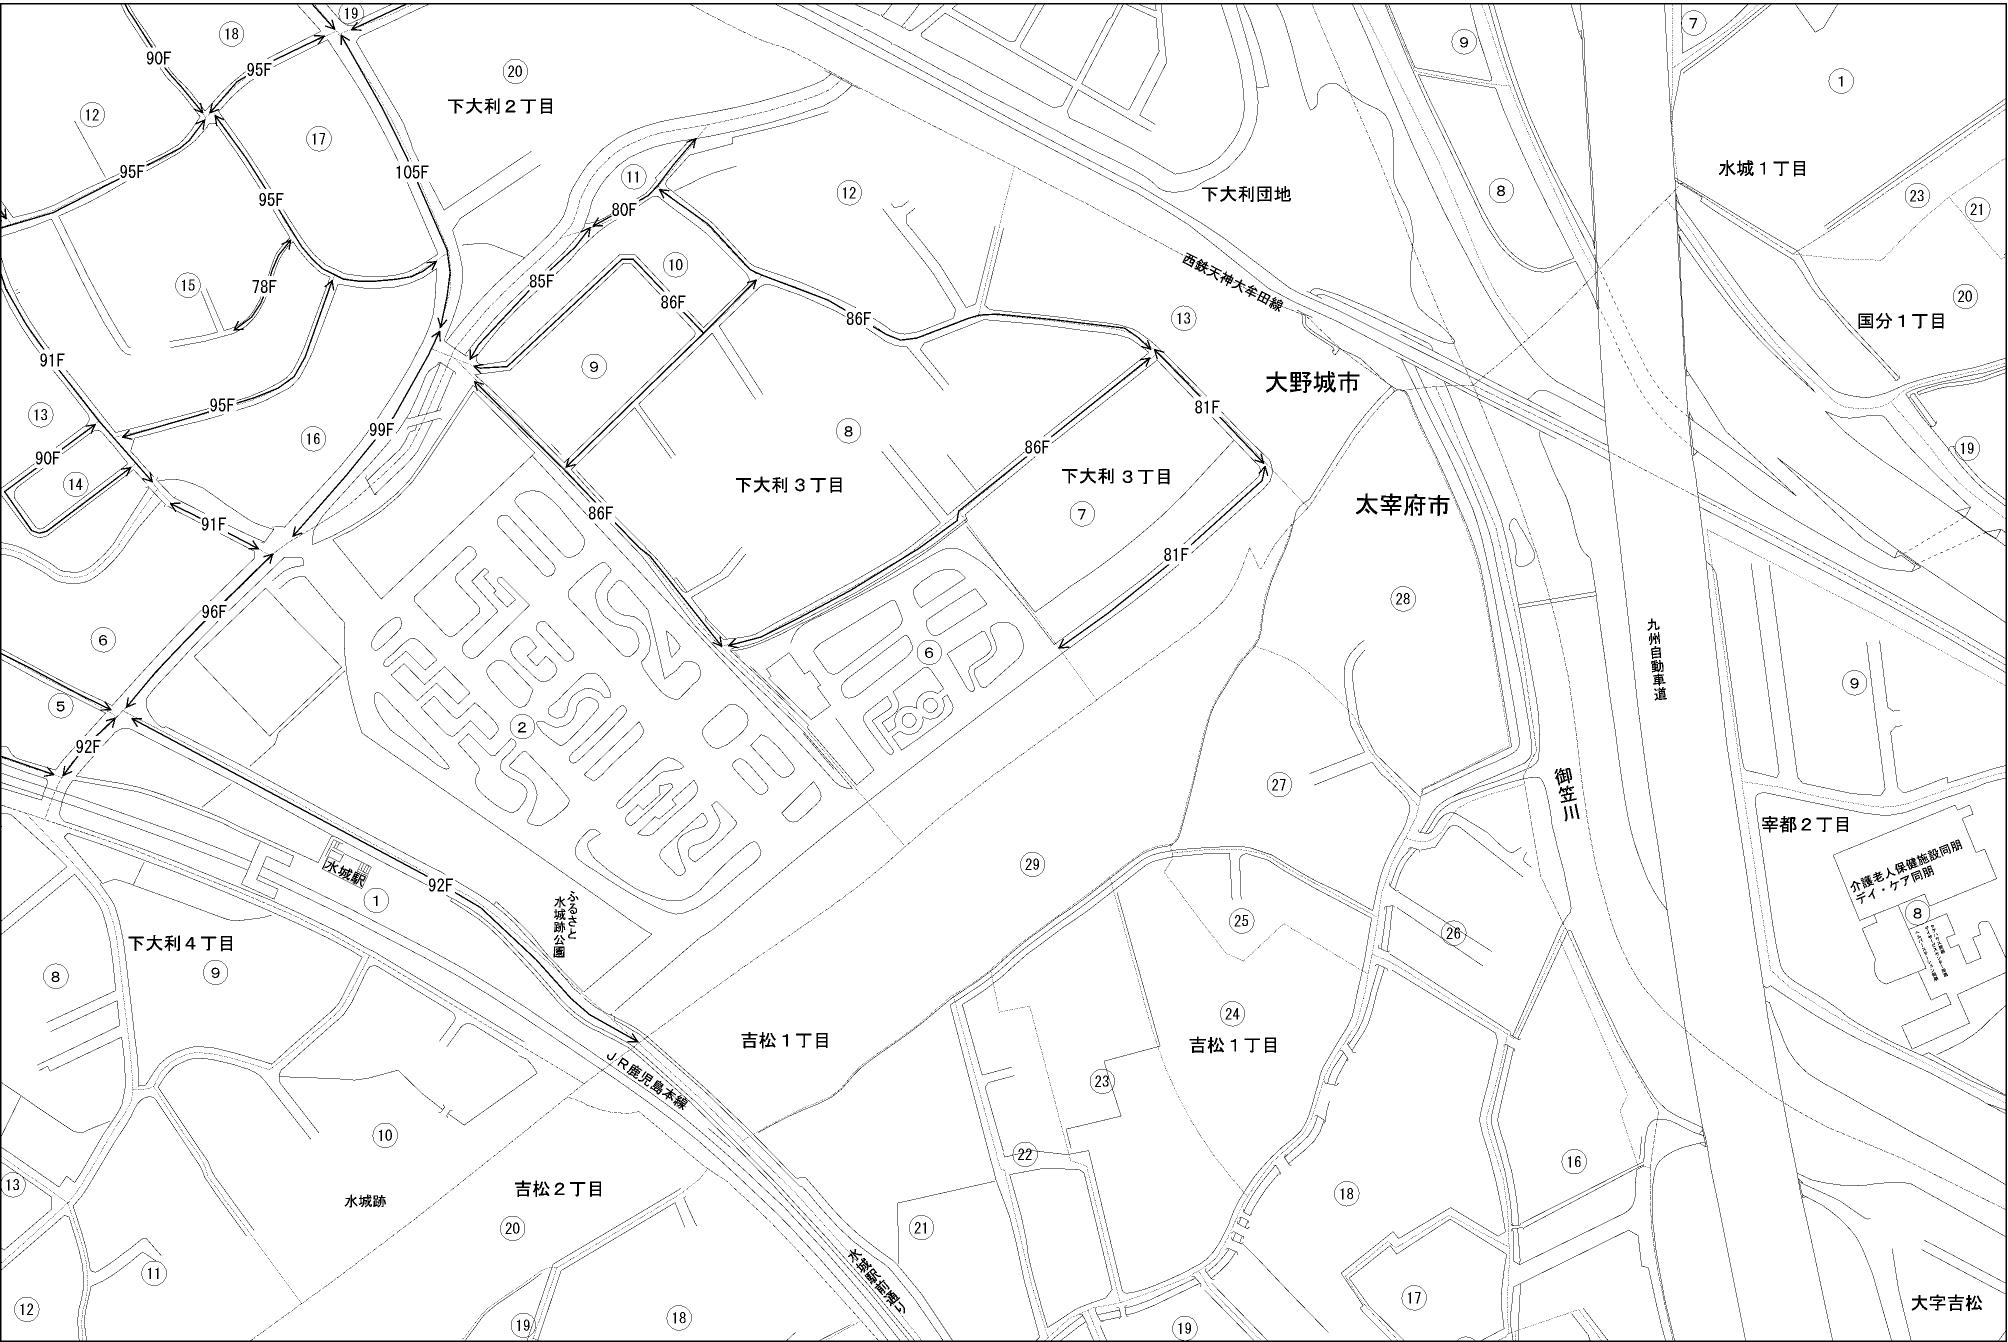 19
7
18
9
90F
95F
20
1
下大利２丁目
12
17
水城１丁目
95F
105F
11
12
下大利団地
8
23
95F
80F
21
西鉄天神大牟田線
10
15
78F
85F
86F
20
86F
13
国分１丁目
91F
9
大野城市
95F
81F
13
99F
16
8
86F
19
90F
14
下大利３丁目
下大利３丁目
太宰府市
86F
7
91F
81F
28
96F
6
6
九州自動車道
9
5
2
92F
27
御笠川
宰都２丁目
水城駅
29
介護老人保健施設同朋
デイ・ケア同朋
92F
1
ふるさと
水城跡公園
8
25
26
下大利４丁目
8
9
24
吉松１丁目
吉松１丁目
ＪＲ鹿児島本線
23
10
22
16
13
吉松２丁目
18
水城跡
20
21
11
水城駅前通り
12
17
大字吉松
19
18
19